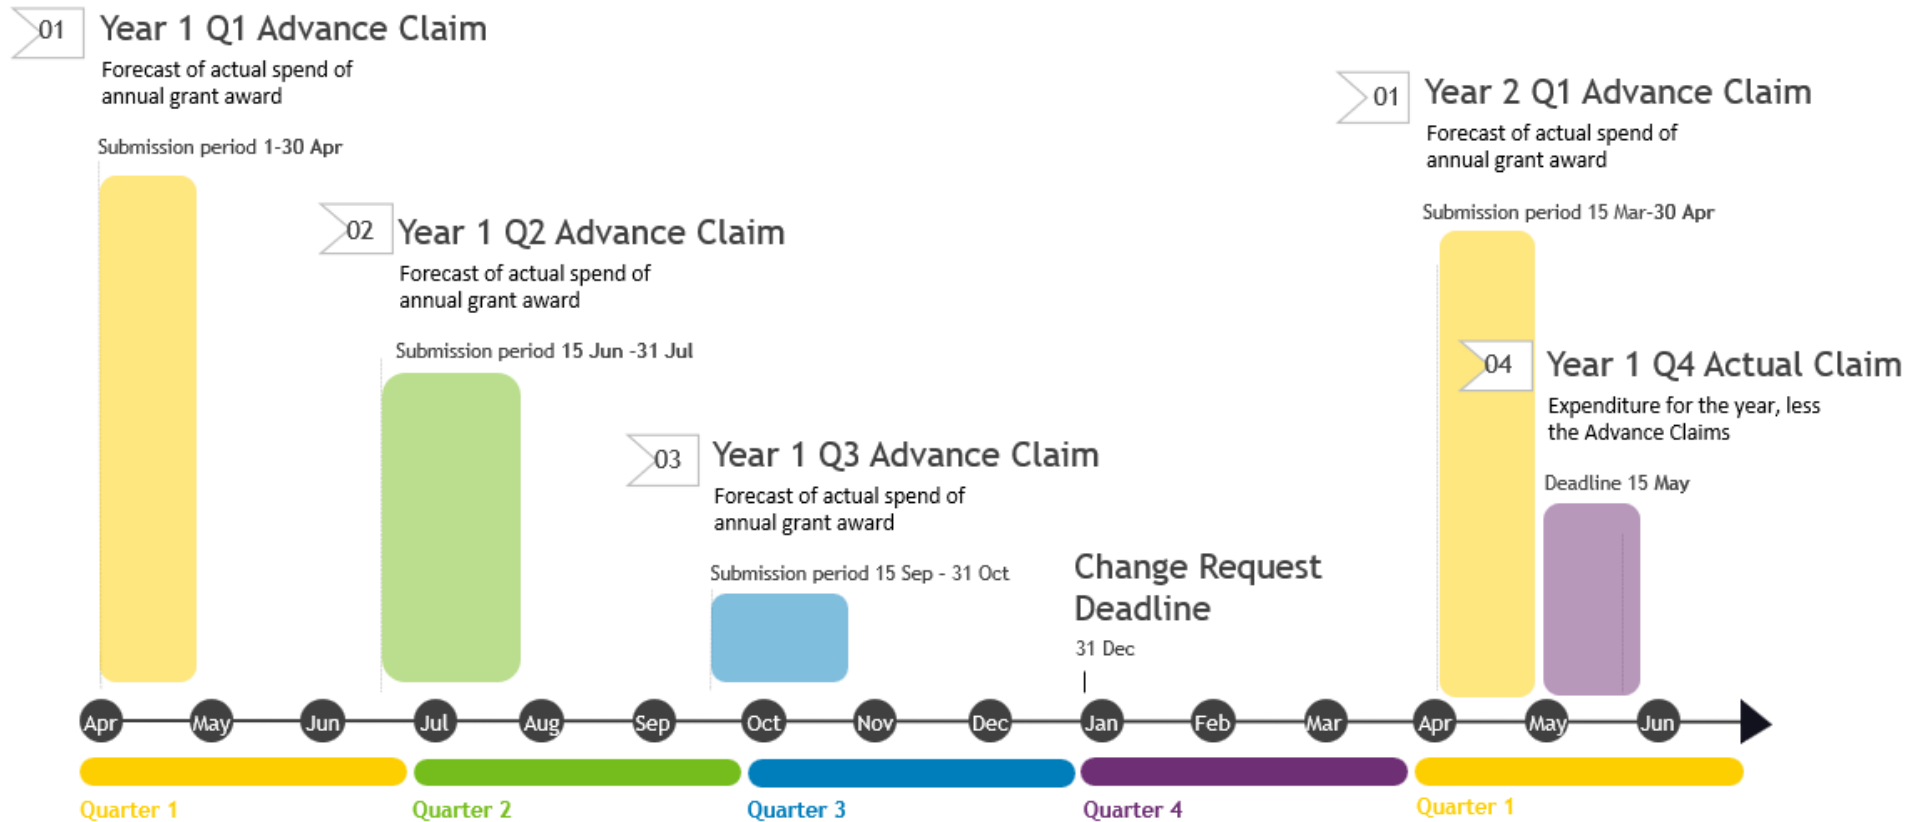 01
Year 1 Q1 Advance Claim
Forecast of actual spend of
annual grant award
Submission period 1-30 Apr
02
Year 1 Q2 Advance Claim
Forecast of actual spend of
annual grant award
Submission period 15 Jun -31 Jul
03
Year 1 Q3 Advance Claim
Forecast of actual spend of
annual grant award
Submission period 15 Sep - 31 Oct
Change Request
Deadline
31 Dec
01
Year 2 Q1 Advance Claim
Forecast of actual spend of
annual grant award
Submission period 15 Mar-30 Apr
04
Year 1 Q4 Actual Claim
Expenditure for the year, less
the Advance Claims
Deadline 15 May
Apr May Jun Jul Aug Sep Oct Nov Dec Jan Feb Mar Apr May Jun
Quarter 1 Quarter 2 Quarter 3 Quarter 4 Quarter 1